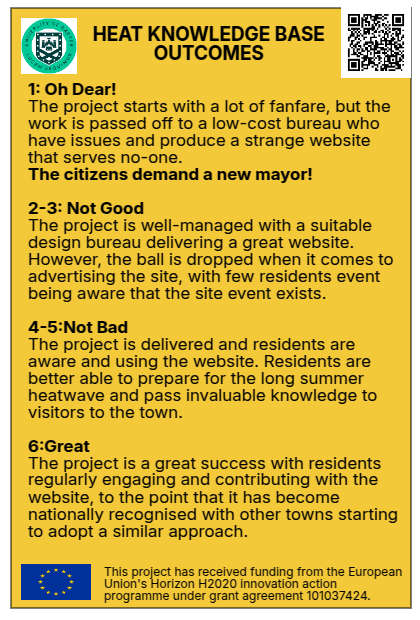 HEAT KNOWLEDGE BASE
OUTCOMES
1: Oh Dear!
The project starts with a lot of fanfare, but the
work is passed off to a low-cost bureau who
have issues and produce a strange website
that serves no-one.
The citizens demand a new mayor!
2-3: Not Good
The project is well-managed with a suitable
design bureau delivering a great website.
However, the ball is dropped when it comes to
advertising the site, with few residents event
being aware that the site event exists.
4-5:Not Bad
The project is delivered and residents are
aware and using the website. Residents are
better able to prepare for the long summer
heatwave and pass invaluable knowledge to
visitors to the town.
6:Great
The project is a great success with residents
regularly engaging and contributing with the
website, to the point that it has become
nationally recognised with other towns starting
to adopt a similar approach.
This project has received funding from the European
Union's Horizon H2020 innovation action
programme under grant agreement 101037424.